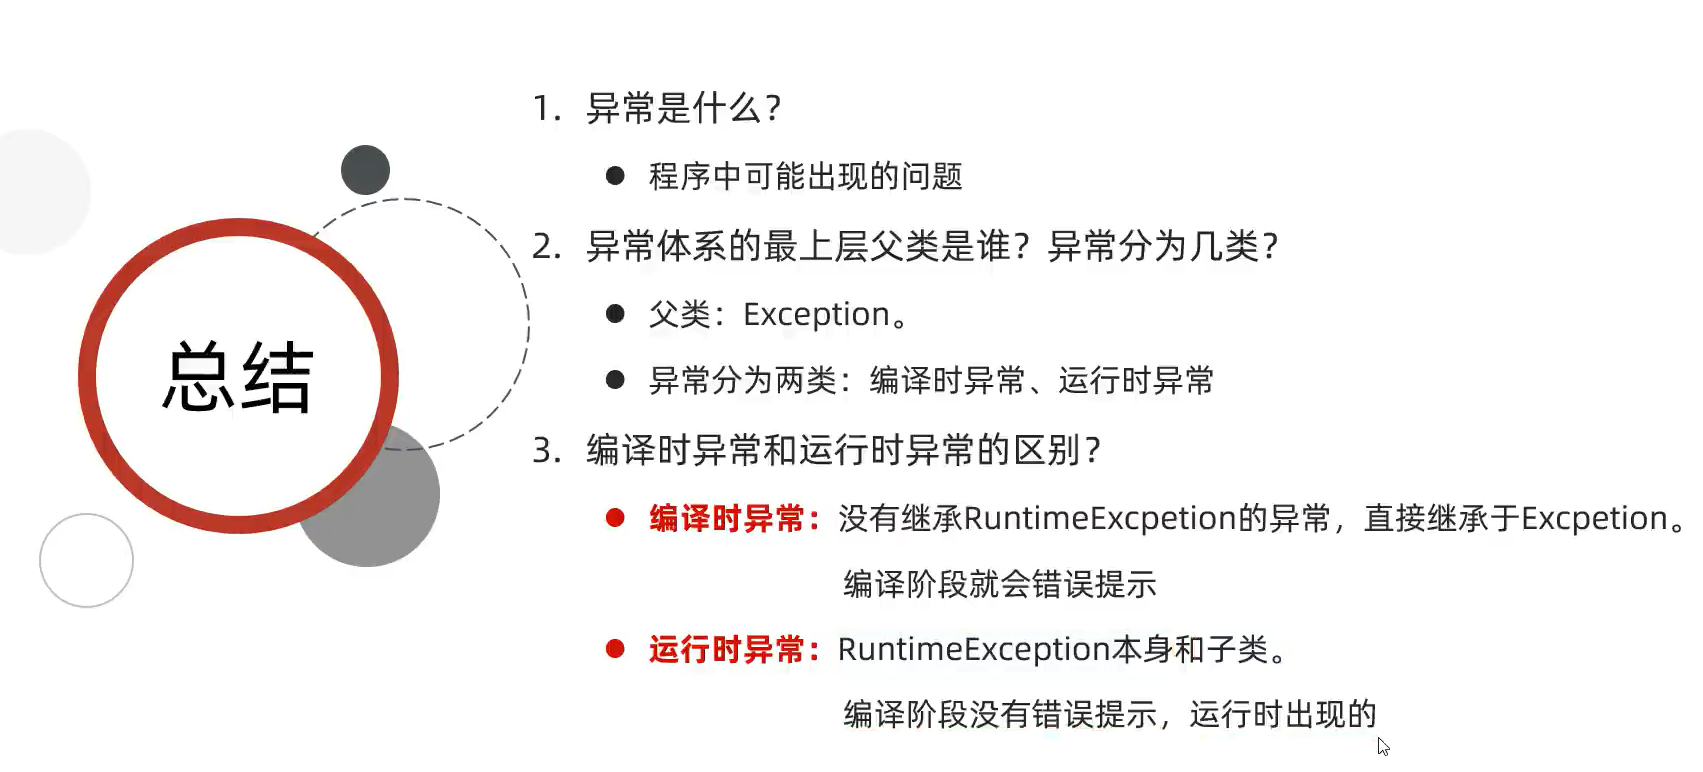 总结
1. 异常是什么？
● 程序中可能出现的问题
2. 异常体系的最上层父类是谁？异常分为几类？
● 父类：Exception。
● 异常分为两类：编译时异常、运行时异常
3. 编译时异常和运行时异常的区别？
● 编译时异常：没有继承RuntimeExcpetion的异常，直接继承于Excpetion。
编译阶段就会错误提示
● 运行时异常：RuntimeException本身和子类。
编译阶段没有错误提示，运行时出现的